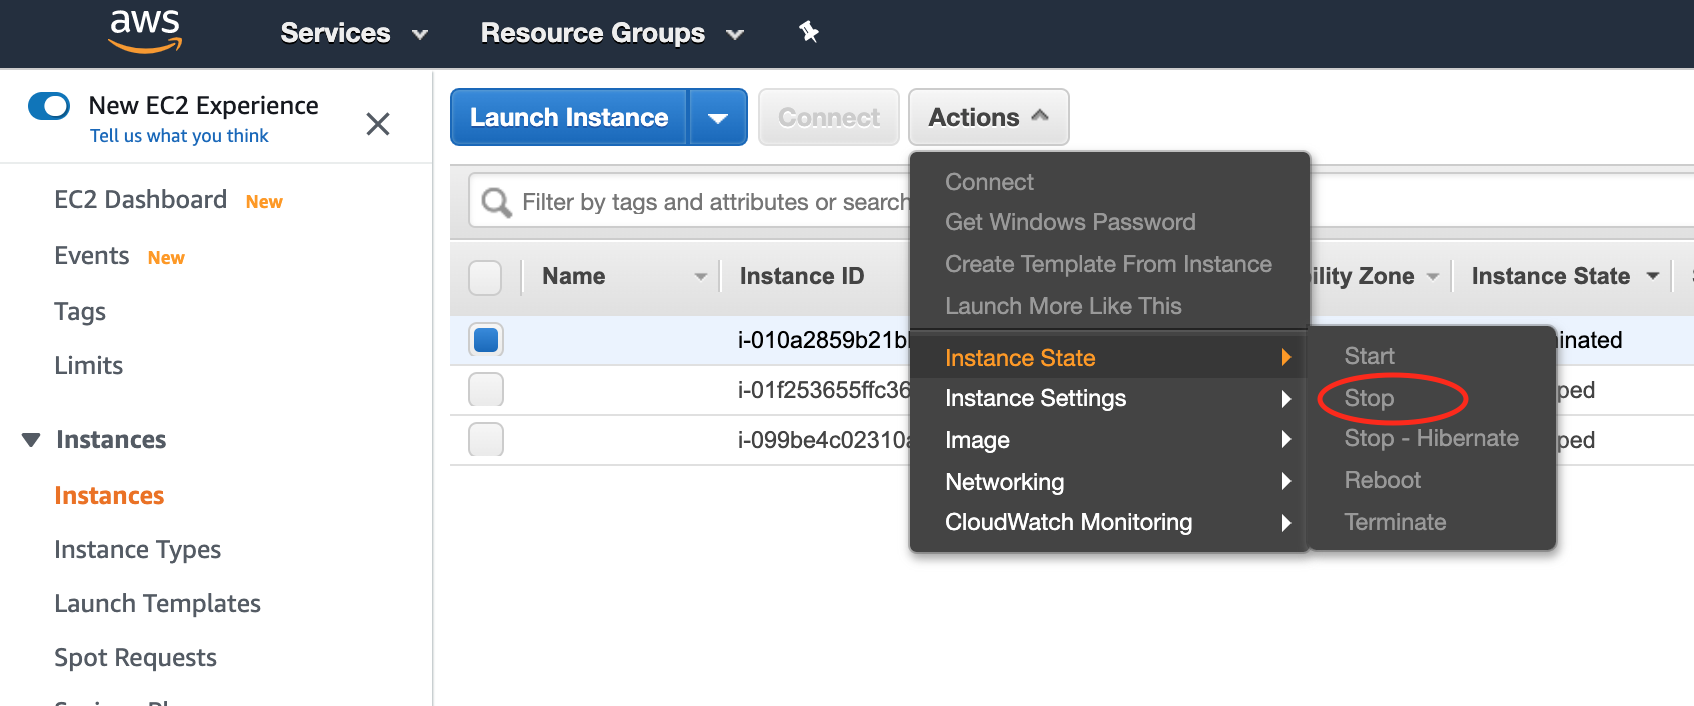 aws Services Resource Groups
New EC2 Experience
Tell us what you think
EC2 Dashboard New
Events New
Tags
Limits
Instances
Instances
Instance Types
Launch Templates
Spot Requests
Launch Instance Connect Actions
Filter by tags and attributes or search
Name Instance ID bility Zone Instance State
i-010a2859b21b inated
i-01f253655ffc36 ped
i-099be4c02310 ped
Connect
Get Windows Password
Create Template From Instance
Launch More Like This
Instance State
Instance Settings
Image
Networking
CloudWatch Monitoring
Start
Stop
Stop - Hibernate
Reboot
Terminate